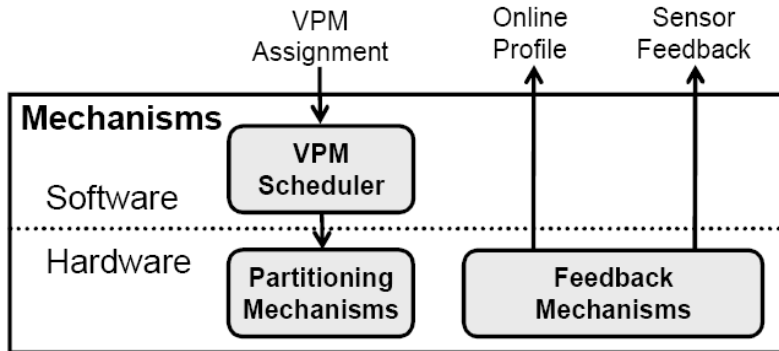 VPM
Assignment
Online
Profile
Sensor
Feedback
Mechanisms
VPM
Scheduler
Software
Hardware
Partitioning
Mechanisms
Feedback
Mechanisms